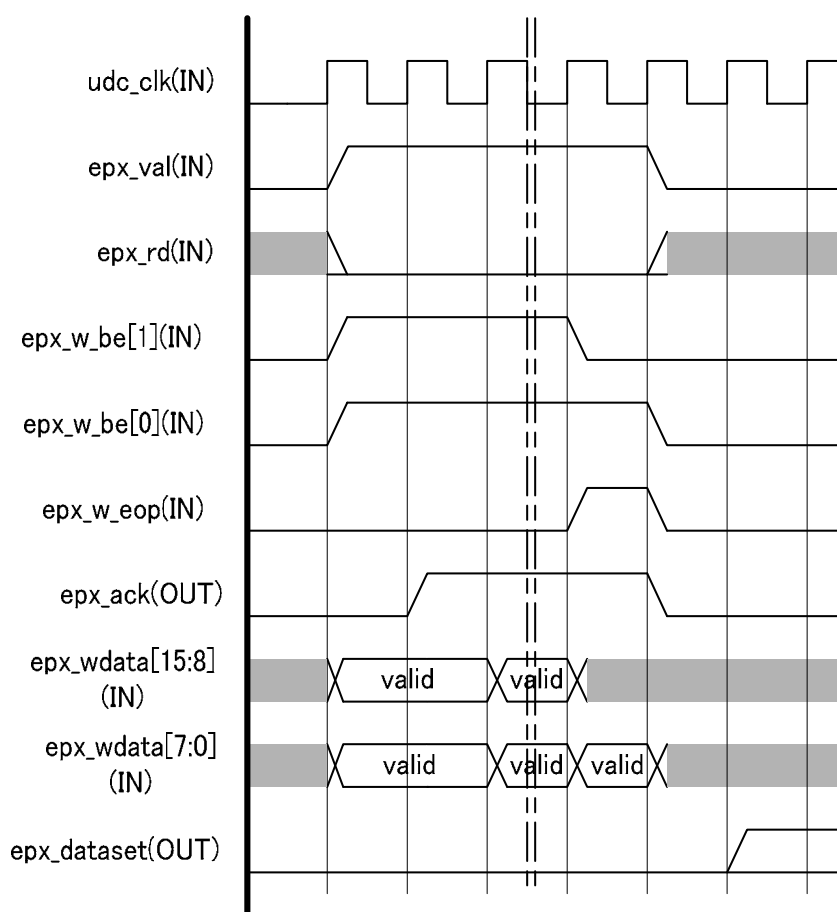 udc_clk(IN)
epx_val(IN)
epx_rd(IN)
epx_w_be[1](IN)
epx_w_be[0](IN)
epx_w_eop(IN)
epx_ack(OUT)
epx_wdata[15:8]
(IN)
valid valid
epx_wdata[7:0]
(IN)
valid valid valid
epx_dataset(OUT)